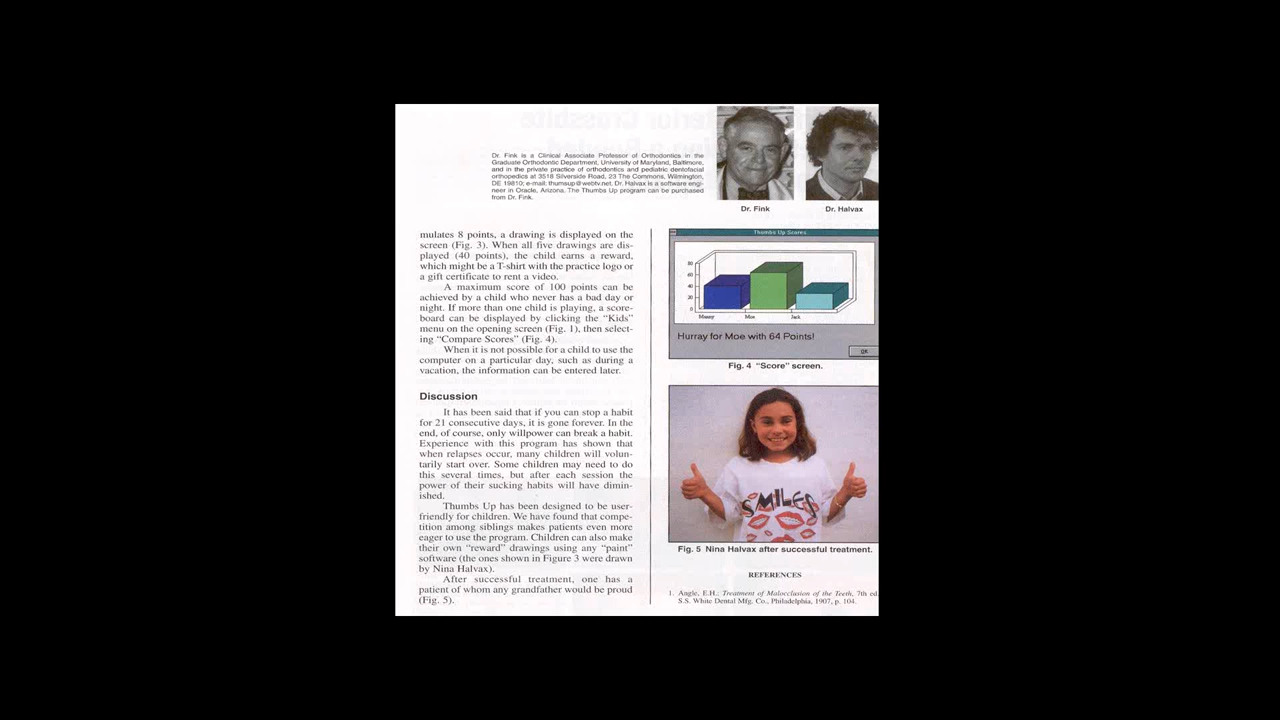 Dr. Fink is a Clinical Associate Professor of Orthodontics in the
Graduate Orthodontic Department, University of Maryland, Baltimore,
and in the private practice of orthodontics and pediatric dentofacial
orthopedics at 3518 Silverside Road, 23 The Commons, Wilmington,
DE 19810; e-mail: thumsup@webtv.net. Dr. Halvax is a software engi-
neer in Oracle, Arizona. The Thumbs Up program can be purchased
from Dr. Fink.
Dr. Fink
Dr. Halvax
mulates 8 points, a drawing is displayed on the
screen (Fig. 3). When all five drawings are dis-
played (40 points), the child earns a reward,
which might be a T-shirt with the practice logo or
a gift certificate to rent a video.
A maximum score of 100 points can be
achieved by a child who never has a bad day or
night. If more than one child is playing, a score-
board can be displayed by clicking the “Kids”
menu on the opening screen (Fig. 1), then select-
ing “Compare Scores” (Fig. 4).
When it is not possible for a child to use the
computer on a particular day, such as during a
vacation, the information can be entered later.
Discussion
It has been said that if you can stop a habit
for 21 consecutive days, it is gone forever. In the
end, of course, only willpower can break a habit.
Experience with this program has shown that
when relapses occur, many children will volun-
tarily start over. Some children may need to do
this several times, but after each session the
power of their sucking habits will have dimin-
ished.
Thumbs Up has been designed to be user-
friendly for children. We have found that compe-
tition among siblings makes patients even more
eager to use the program. Children can also make
their own “reward” drawings using any “paint”
software (the ones shown in Figure 3 were drawn
by Nina Halvax).
After successful treatment, one has a
patient of whom any grandfather would be proud
(Fig. 5).
Thumbs Up Scores
80
60
40
20
0
Manny Moe Jack
Hurray for Moe with 64 Points!
OK
Fig. 4 “Score” screen.
SMILES
Fig. 5 Nina Halvax after successful treatment.
REFERENCES
1. Angle, E.H.: Treatment of Malocclusion of the Teeth, 7th ed.
S.S. White Dental Mfg. Co., Philadelphia, 1907, p. 104.